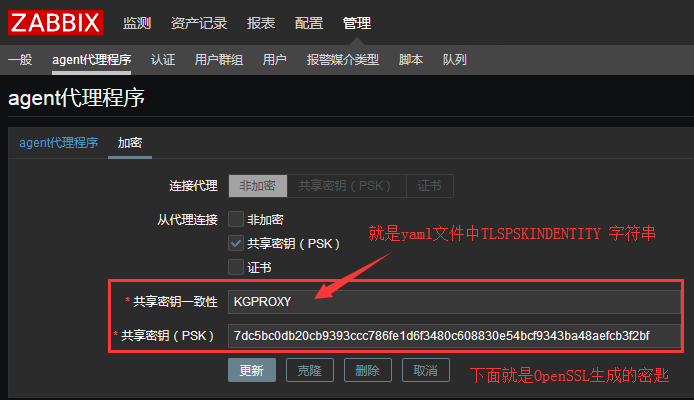 ZABBIX 监测 资产记录 报表 配置 管理
一般 agent代理程序 认证 用户群组 用户 报警媒介类型 脚本 队列
agent代理程序
agent代理程序 加密
连接代理 非加密 共享密钥（PSK） 证书
从代理连接 非加密
共享密钥（PSK）
证书
就是yaml文件中TLSPSKINDENTITY 字符串
* 共享密钥一致性 KGPROXY
* 共享密钥（PSK） 7dc5bc0db20cb9393ccc786fe1d6f3480c608830e54bcf9343ba48aefcb3f2bf
更新 克隆 删除 取消
下面就是OpenSSL生成的密匙